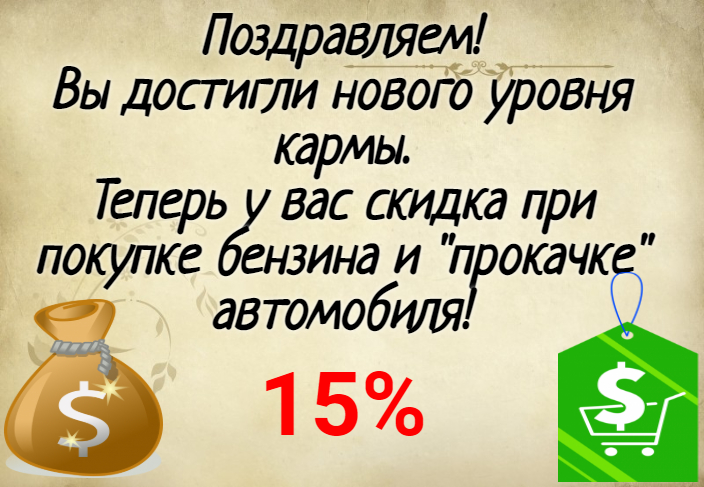 Поздравляем!
Вы достигли нового уровня
кармы.
Теперь у вас скидка при
покупке бензина и "прокачке"
автомобиля!
15%
$
$